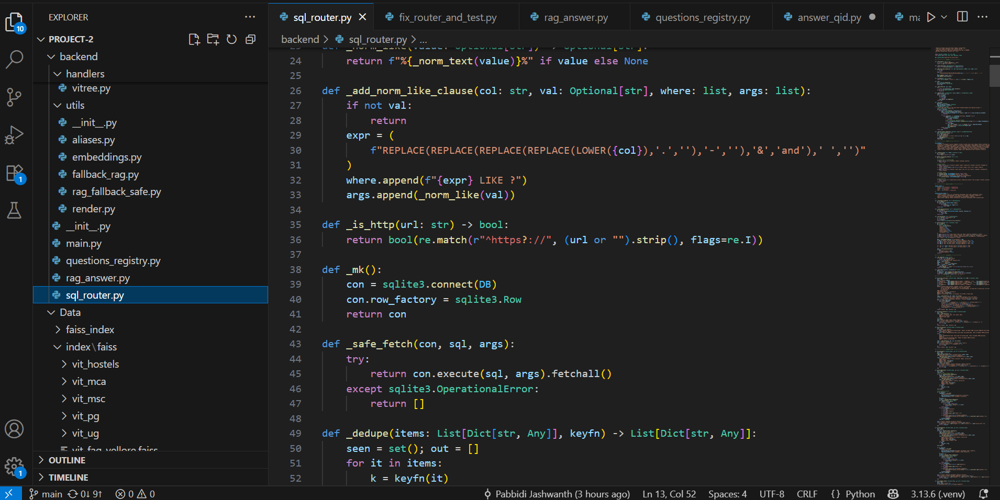 EXPLORER
PROJECT-2
backend
handlers
vitree.py
utils
__init__.py
aliases.py
embeddings.py
fallback_rag.py
rag_fallback_safe.py
render.py
__init__.py
main.py
questions_registry.py
rag_answer.py
sql_router.py
Data
faiss_index
index\faiss
vit_hostels
vit_mca
vit_msc
vit_pg
vit_ug
vit_faq_vellore.faiss
OUTLINE
TIMELINE
10
1
1
sql_router.py fix_router_and_test.py rag_answer.py questions_registry.py answer_qid.py ma
backend > sql_router.py > ...
23 def _norm_like(value: Optional[str]) -> Optional[str]:
24 return f"%{_norm_text(value)}%" if value else None
25
26 def _add_norm_like_clause(col: str, val: Optional[str], where: list, args: list):
27 if not val:
28 return
29 expr = (
30 f"REPLACE(REPLACE(REPLACE(REPLACE(LOWER({col}),'.',''),'-',''),'&','and'),' ','')"
31 )
32 where.append(f"{expr} LIKE ?")
33 args.append(_norm_like(val))
34
35 def _is_http(url: str) -> bool:
36 return bool(re.match(r"^https?://", (url or "").strip(), flags=re.I))
37
38 def _mk():
39 con = sqlite3.connect(DB)
40 con.row_factory = sqlite3.Row
41 return con
42
43 def _safe_fetch(con, sql, args):
44 try:
45 return con.execute(sql, args).fetchall()
46 except sqlite3.OperationalError:
47 return []
48
49 def _dedupe(items: List[Dict[str, Any]], keyfn) -> List[Dict[str, Any]]:
50 seen = set(); out = []
51 for it in items:
52 k = keyfn(it)
main 0↓ 9↑ 0 0 Pabbidi Jashwanth (3 hours ago) Ln 13, Col 52 Spaces: 4 UTF-8 CRLF {} Python 3.13.6 (.venv)